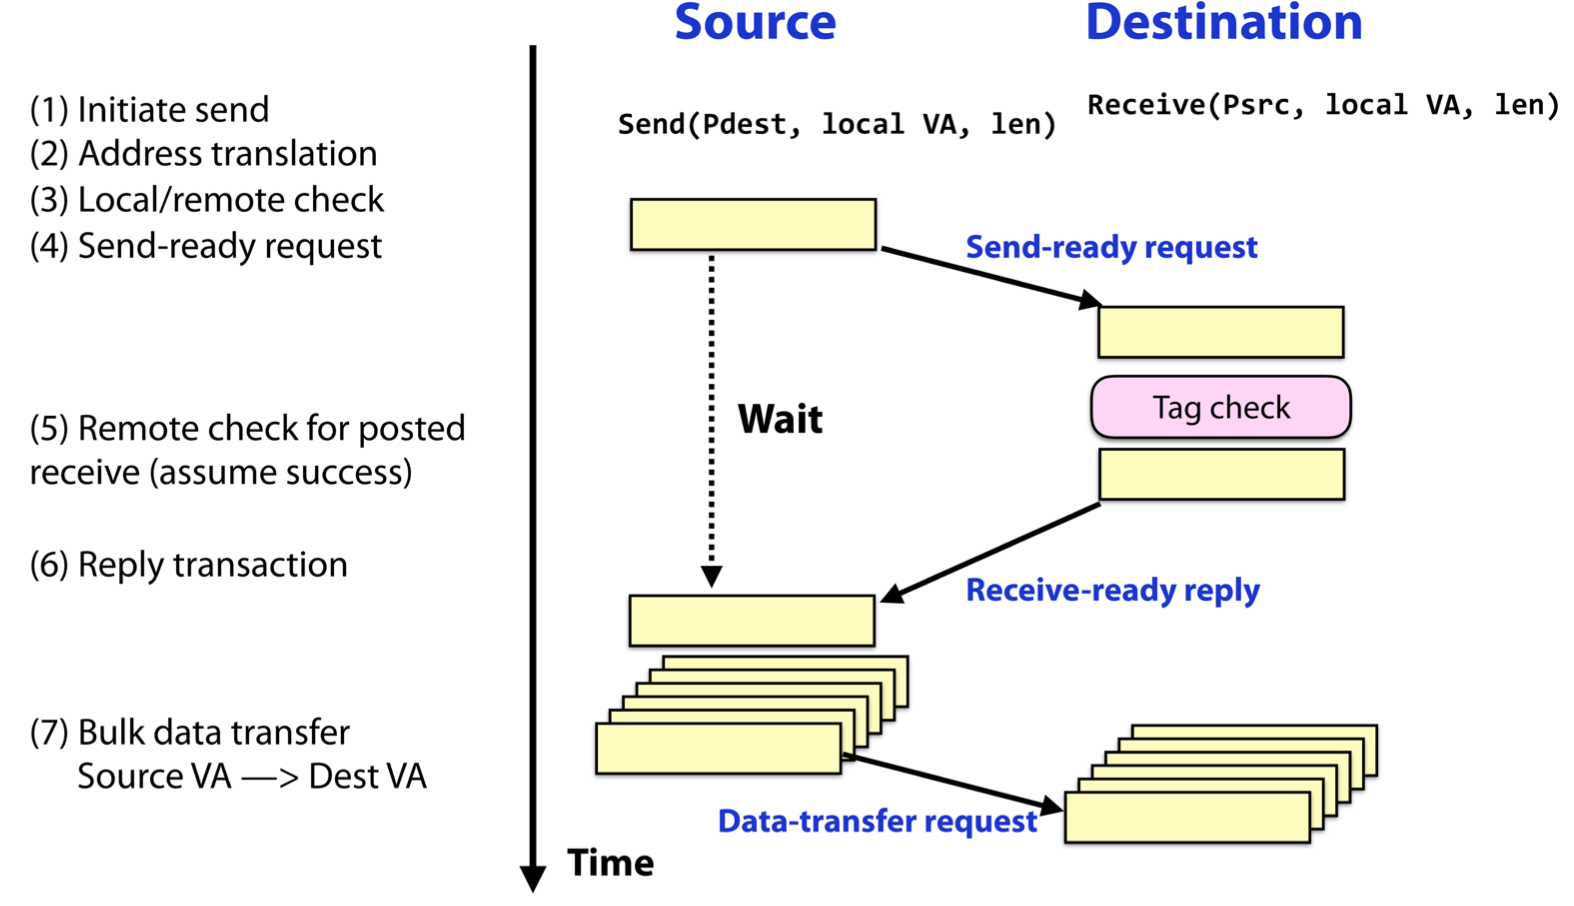 Source
Destination
(1) Initiate send
Send(Pdest, local VA, len)
Receive(Psrc, local VA, len)
(2) Address translation
(3) Local/remote check
(4) Send-ready request
Send-ready request
Tag check
Wait
(5) Remote check for posted
receive (assume success)
(6) Reply transaction
Receive-ready reply
(7) Bulk data transfer
Source VA —> Dest VA
Data-transfer request
Time